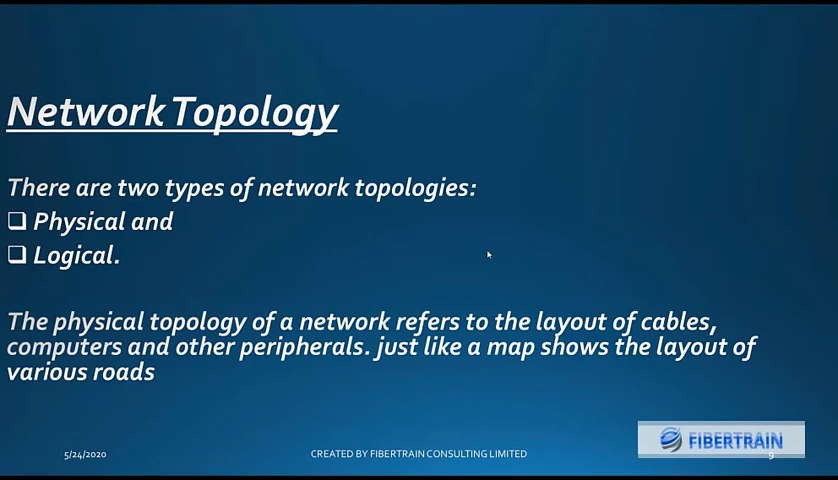 Network Topology
There are two types of network topologies:
❑ Physical and
❑ Logical.
The physical topology of a network refers to the layout of cables,
computers and other peripherals. just like a map shows the layout of
various roads
FIBERTRAIN
5/24/2020
CREATED BY FIBERTRAIN CONSULTING LIMITED
9